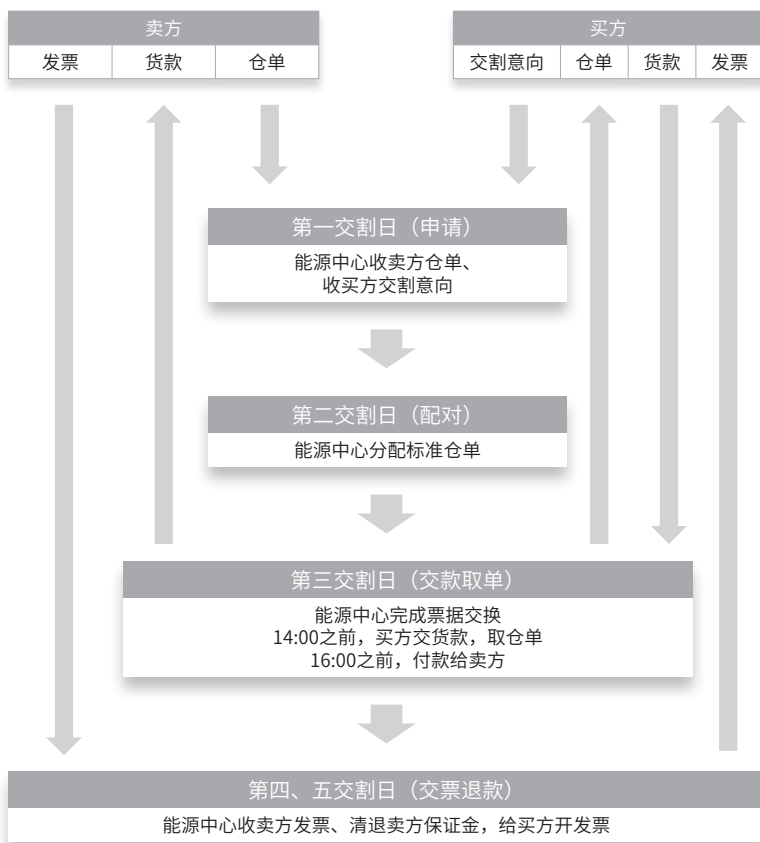 卖方
发票 货款 仓单
买方
交割意向 仓单 货款 发票
第一交割日（申请）
能源中心收卖方仓单、
收买方交割意向
第二交割日（配对）
能源中心分配标准仓单
第三交割日（交款取单）
能源中心完成票据交换
14:00之前，买方交货款，取仓单
16:00之前，付款给卖方
第四、五交割日（交票退款）
能源中心收卖方发票、清退卖方保证金，给买方开发票